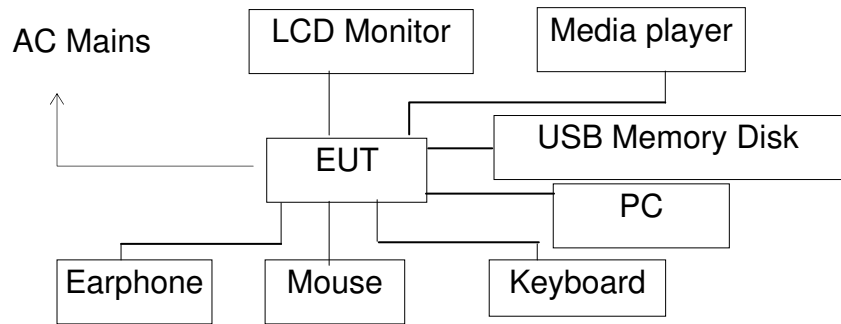 AC Mains
LCD Monitor
Media player
EUT
USB Memory Disk
PC
Earphone
Mouse
Keyboard